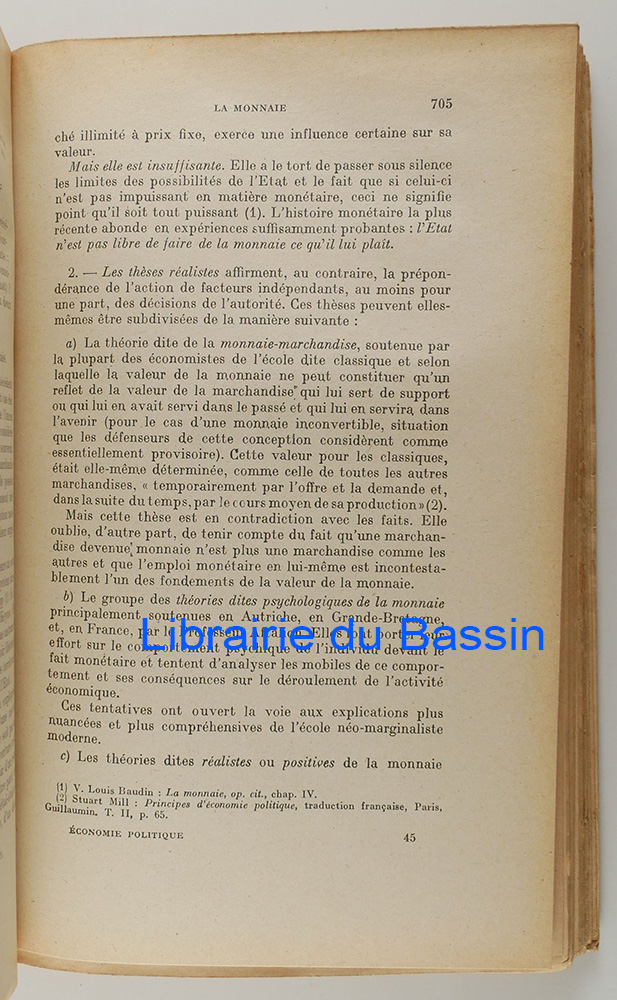 LA MONNAIE 705
ché illimité à prix fixe, exerce une influence certaine sur sa
valeur.
Mais elle est insuffisante. Elle a le tort de passer sous silence
les limites des possibilités de l'Etat et le fait que si celui-ci
n'est pas impuissant en matière monétaire, ceci ne signifie
point qu'il soit tout puissant (1). L'histoire monétaire la plus
récente abonde en expériences suffisamment probantes : l'Etat
n'est pas libre de faire de la monnaie ce qu'il lui plaît.
2. — Les thèses réalistes affirment, au contraire, la prépon-
dérance de l'action de facteurs indépendants, au moins pour
une part, des décisions de l'autorité. Ces thèses peuvent elles-
mêmes être subdivisées de la manière suivante :
a) La théorie dite de la monnaie-marchandise, soutenue par
la plupart des économistes de l'école dite classique et selon
laquelle la valeur de la monnaie ne peut constituer qu'un
reflet de la valeur de la marchandise qui lui sert de support
ou qui lui en avait servi dans le passé et qui lui en servira dans
l'avenir (pour le cas d'une monnaie inconvertible, situation
que les défenseurs de cette conception considèrent comme
essentiellement provisoire). Cette valeur pour les classiques,
était elle-même déterminée, comme celle de toutes les autres
marchandises, « temporairement par l'offre et la demande et,
dans la suite du temps, par le cours moyen de sa production » (2).
Mais cette thèse est en contradiction avec les faits. Elle
oublie, d'autre part, de tenir compte du fait qu'une marchan-
dise devenue monnaie n'est plus une marchandise comme les
autres et que l'emploi monétaire en lui-même est incontesta-
blement l'un des fondements de la valeur de la monnaie.
b) Le groupe des théories dites psychologiques de la monnaie
principalement soutenues en Autriche, en Grande-Bretagne,
et, en France, par le Professeur Elles font porter leur
Librairie du Bassin
effort sur le comportement psychique de l'individu devant le
fait monétaire et tentent d'analyser les mobiles de ce compor-
tement et ses conséquences sur le déroulement de l'activité
économique.
Ces tentatives ont ouvert la voie aux explications plus
nuancées et plus compréhensives de l'école néo-marginaliste
moderne.
c) Les théories dites réalistes ou positives de la monnaie
(1) V. Louis Baudin : La monnaie, op. cit., chap. IV.
(2) Stuart Mill : Principes d'économie politique, traduction française, Paris,
Guillaumin. T. II, p. 65.
ÉCONOMIE POLITIQUE 45